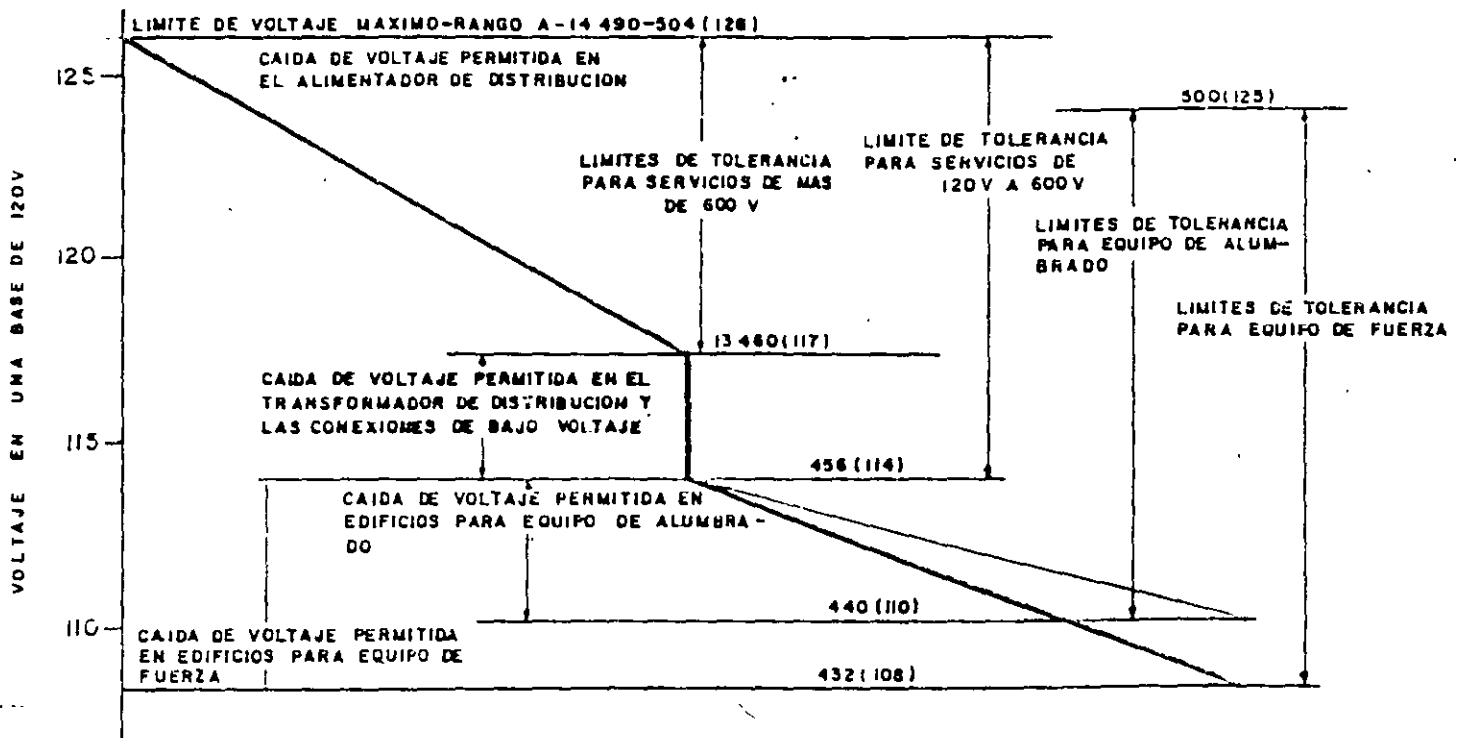 LIMITE DE VOLTAJE MAXIMO-RANGO A-14 490-504(126)
CAIDA DE VOLTAJE PERMITIDA EN
EL ALIMENTADOR DE DISTRIBUCION
125
500(125)
LIMITES DE TOLERANCIA
PARA SERVICIOS DE MAS
DE 600 V
LIMITE DE TOLERANCIA
PARA SERVICIOS DE
120V A 600V
LIMITES DE TOLERANCIA
PARA EQUIPO DE ALUM-
BRADO
LIMITES DE TOLERANCIA
PARA EQUIPO DE FUERZA
VOLTAJE EN UNA BASE DE 120V
120
13 460(117)
CAIDA DE VOLTAJE PERMITIDA EN EL
TRANSFORMADOR DE DISTRIBUCION Y
LAS CONEXIONES DE BAJO VOLTAJE
115
456 (114)
CAIDA DE VOLTAJE PERMITIDA EN
EDIFICIOS PARA EQUIPO DE ALUMBRA-
DO
440 (110)
110
CAIDA DE VOLTAJE PERMITIDA
EN EDIFICIOS PARA EQUIPO DE
FUERZA
432(108)